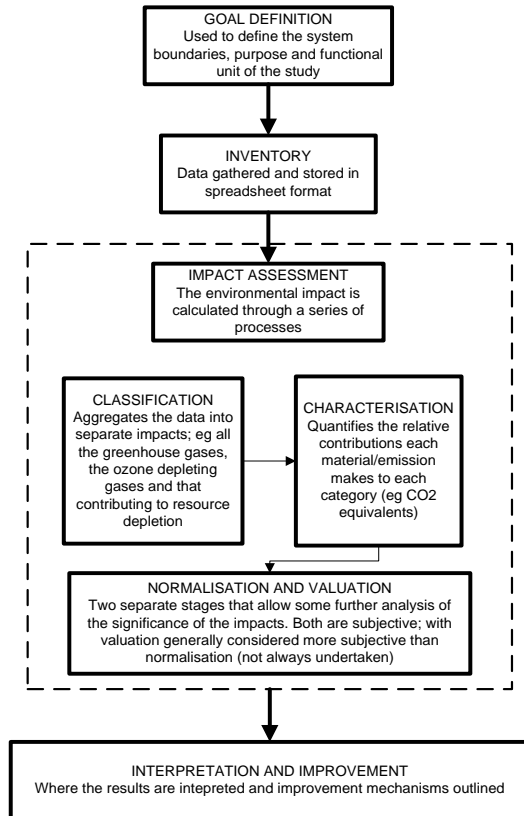 GOAL DEFINITION
Used to define the system
boundaries, purpose and functional
unit of the study
INVENTORY
Data gathered and stored in
spreadsheet format
IMPACT ASSESSMENT
The environmental impact is
calculated through a series of
processes
CLASSIFICATION
Aggregates the data into
separate impacts; eg all
the greenhouse gases,
the ozone depleting
gases and that
contributing to resource
depletion
CHARACTERISATION
Quantifies the relative
contributions each
material/emission
makes to each
category (eg CO2
equivalents)
NORMALISATION AND VALUATION
Two separate stages that allow some further analysis of
the significance of the impacts. Both are subjective; with
valuation generally considered more subjective than
normalisation (not always undertaken)
INTERPRETATION AND IMPROVEMENT
Where the results are intepreted and improvement mechanisms outlined